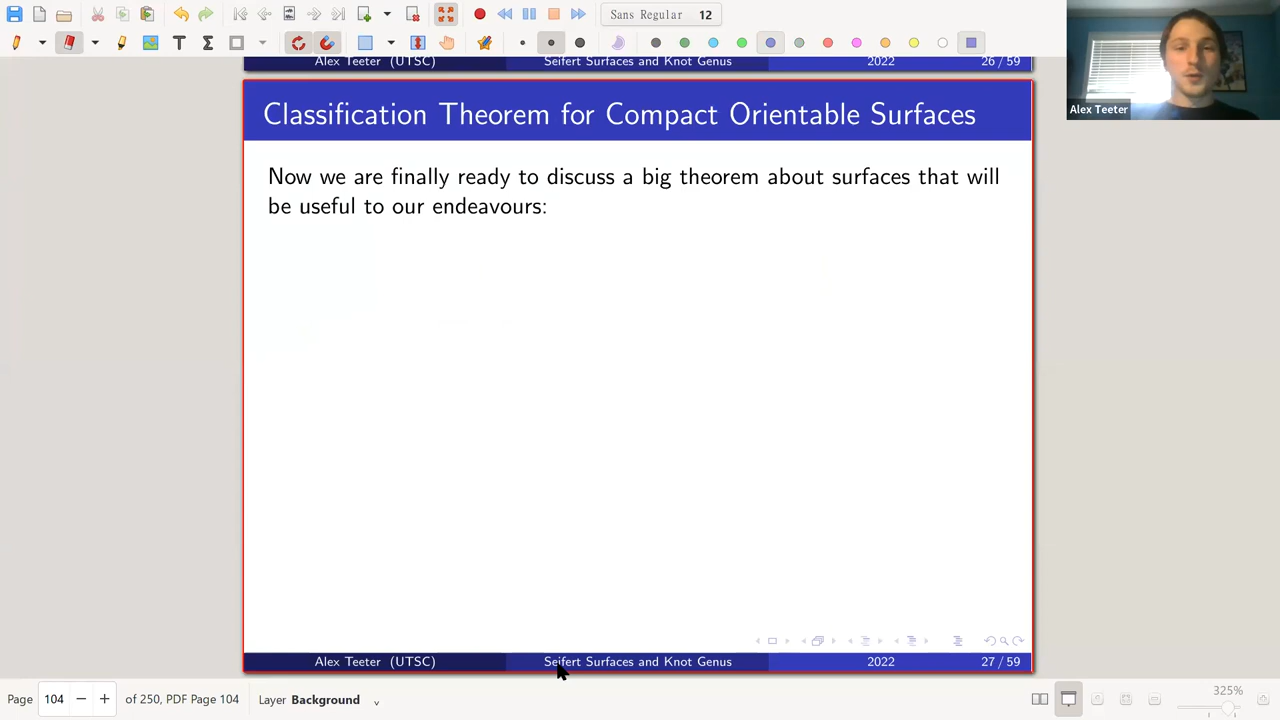 Sans Regular 12
Alex Teeter (UTSC) Seifert Surfaces and Knot Genus 2022 26 / 59
Alex Teeter
Classification Theorem for Compact Orientable Surfaces
Now we are finally ready to discuss a big theorem about surfaces that will
be useful to our endeavours:
Alex Teeter (UTSC) Seifert Surfaces and Knot Genus 2022 27 / 59
Page 104 of 250, PDF Page 104 Layer Background 325%